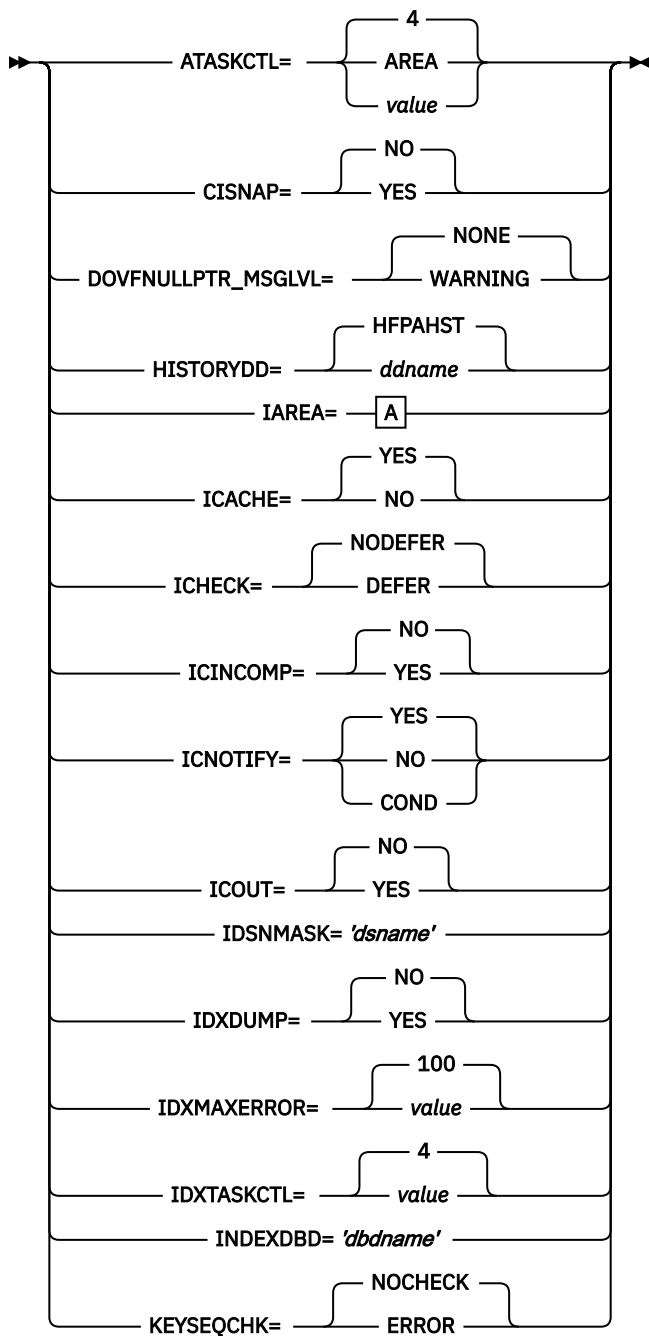 4
ATASKCTL= AREA
value
NO
CISNAP= YES
NONE
DOVFNULLPTR_MSGLVL= WARNING
HFPAHST
HISTORYDD= ddname
IAREA= A
YES
ICACHE= NO
NODEFER
ICHECK= DEFER
NO
ICINCOMP= YES
YES
ICNOTIFY= NO
COND
NO
ICOUT= YES
IDSNMASK= 'dsname'
NO
IDXDUMP= YES
100
IDXMAXERROR= value
4
IDXTASKCTL= value
INDEXDBD= 'dbdname'
NOCHECK
KEYSEQCHK= ERROR